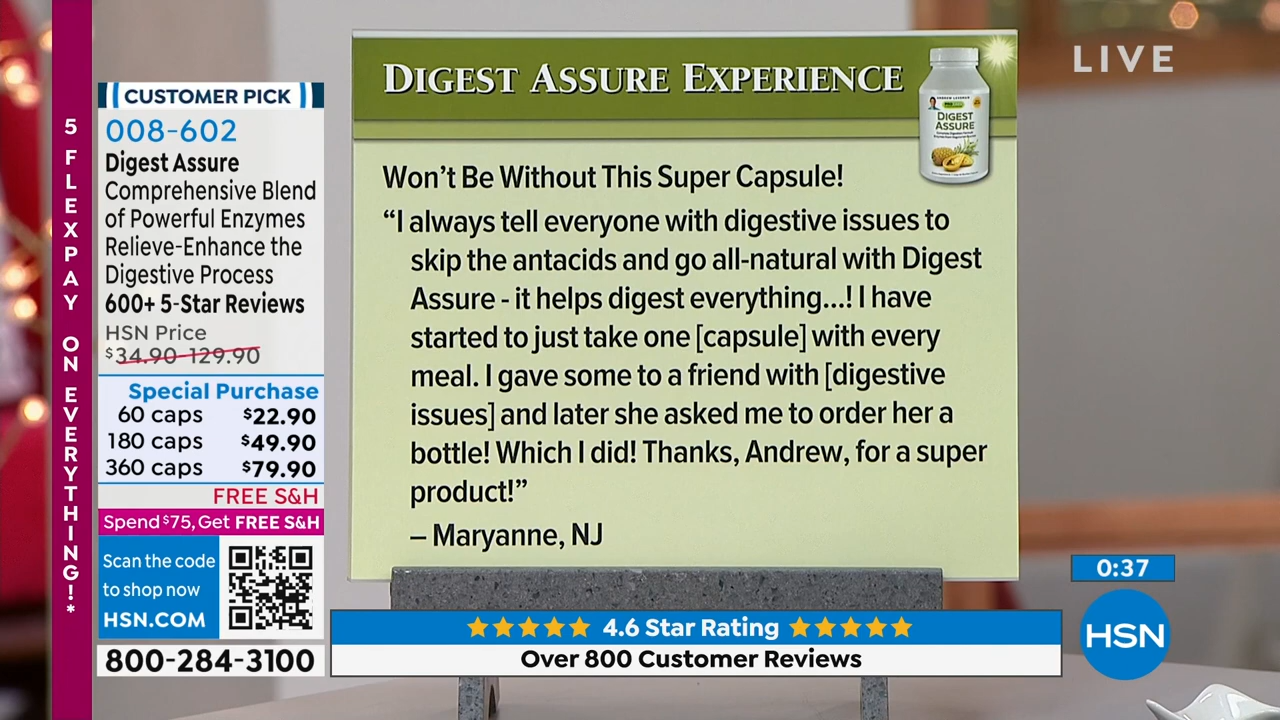 LIVE
5 FLEXPAY ON EVERYTHING!*
CUSTOMER PICK
008-602
Digest Assure
Comprehensive Blend
of Powerful Enzymes
Relieve-Enhance the
Digestive Process
600+ 5-Star Reviews
HSN Price
$34.90-129.90
Special Purchase
60 caps $22.90
180 caps $49.90
360 caps $79.90
FREE S&H
Spend $75, Get FREE S&H
Scan the code
to shop now
HSN.COM
800-284-3100
DIGEST ASSURE EXPERIENCE
DIGEST
ASSURE
Won't Be Without This Super Capsule!
“I always tell everyone with digestive issues to
skip the antacids and go all-natural with Digest
Assure - it helps digest everything...! I have
started to just take one [capsule] with every
meal. I gave some to a friend with [digestive
issues] and later she asked me to order her a
bottle! Which I did! Thanks, Andrew, for a super
product!”
– Maryanne, NJ
4.6 Star Rating
Over 800 Customer Reviews
0:37
HSN